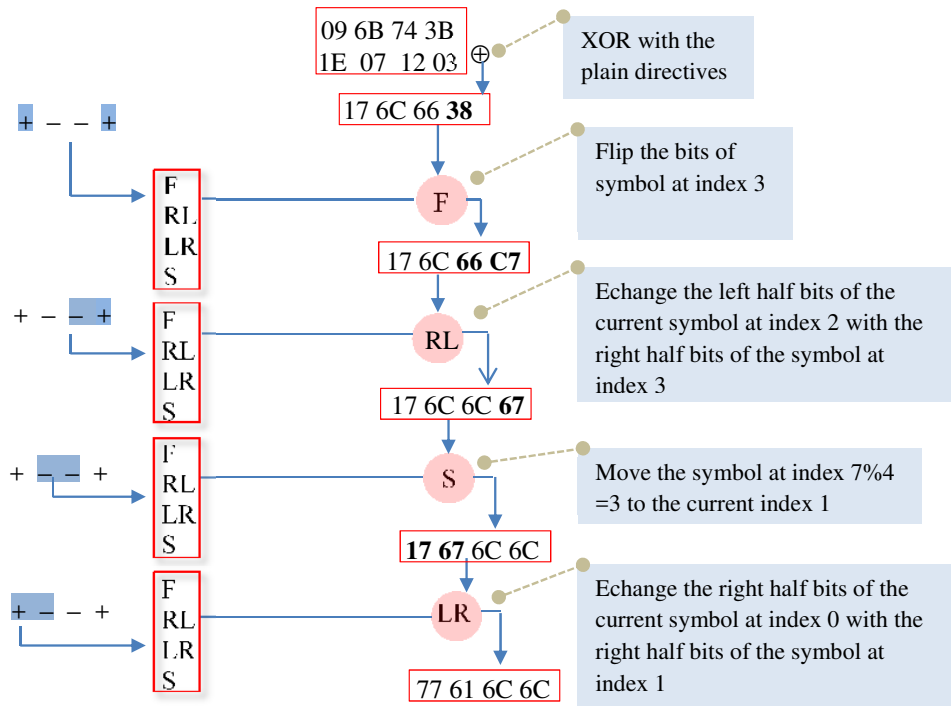 09 6B 74 3B
1E 07 12 03
⊕
XOR with the
plain directives
17 6C 66 38
+ – – +
F
RL
LR
S
F
Flip the bits of
symbol at index 3
17 6C 66 C7
+ – – +
F
RL
LR
S
RL
Echange the left half bits of the
current symbol at index 2 with the
right half bits of the symbol at
index 3
17 6C 6C 67
+ – – +
F
RL
LR
S
S
Move the symbol at index 7%4
=3 to the current index 1
17 67 6C 6C
+ – – +
F
RL
LR
S
LR
Echange the right half bits of the
current symbol at index 0 with the
right half bits of the symbol at
index 1
77 61 6C 6C